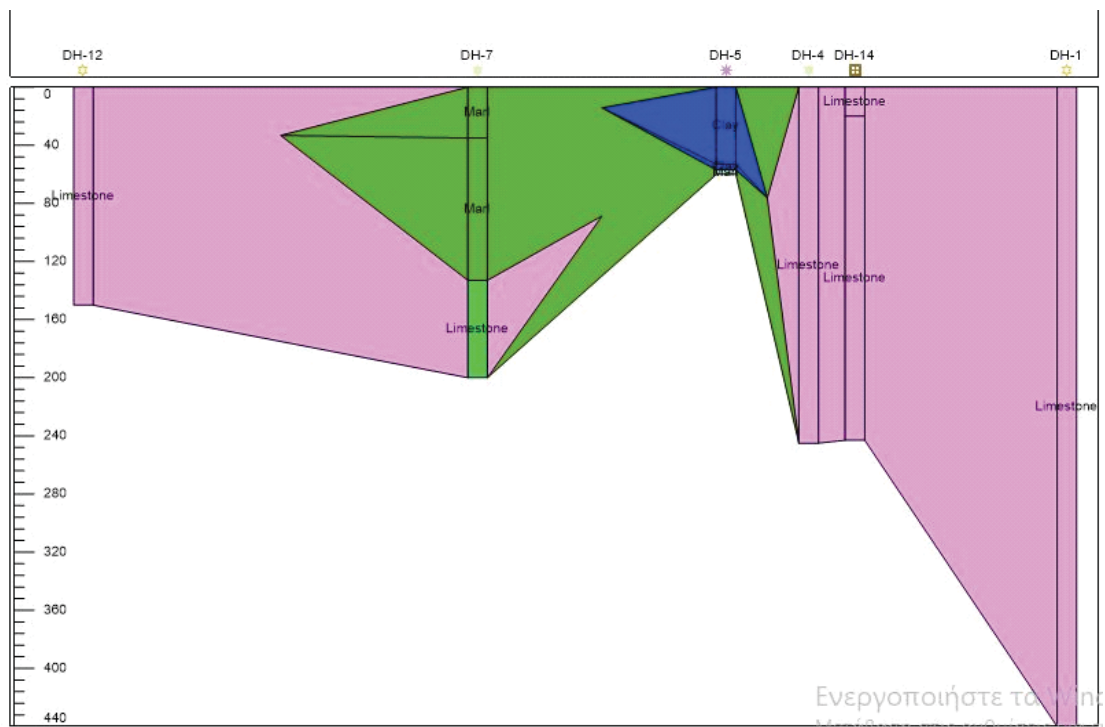 DH-12 DH-7 DH-5 DH-4 DH-14 DH-1
0
Limestone
Marl
Clay
40
Limestone
80
Marl
120
Limestone
Limestone
160
Limestone
200
Limestone
240
280
320
360
400
440
Ενεργοποιήστε τα Win